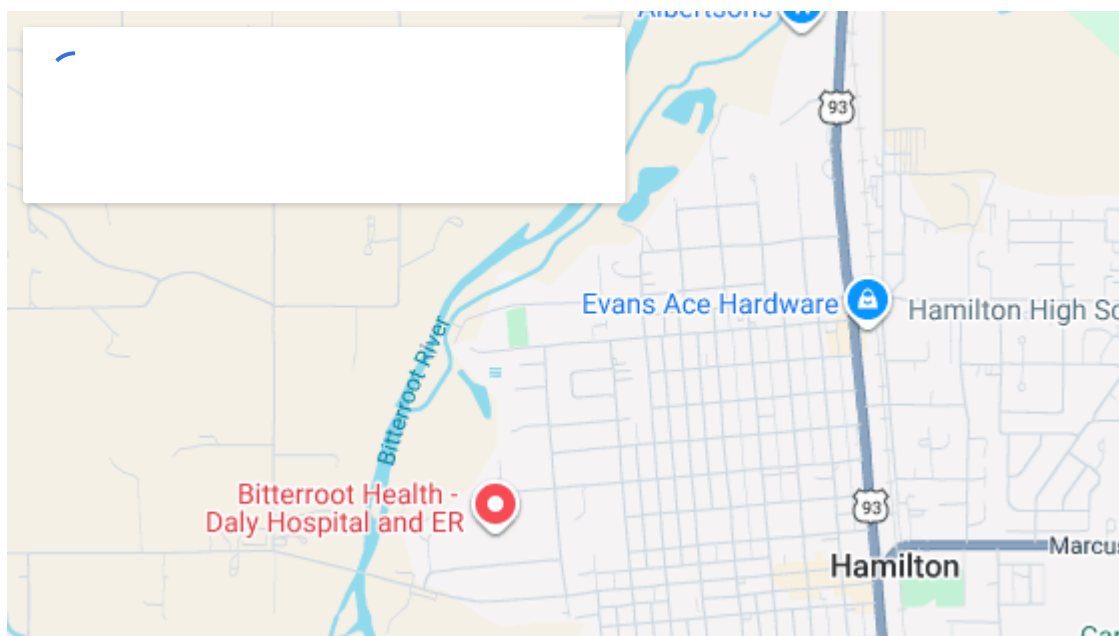 Albertsons
93
Evans Ace Hardware
Hamilton High Sc
Bitterroot River
Bitterroot Health -
Daly Hospital and ER
93
Marcus
Hamilton